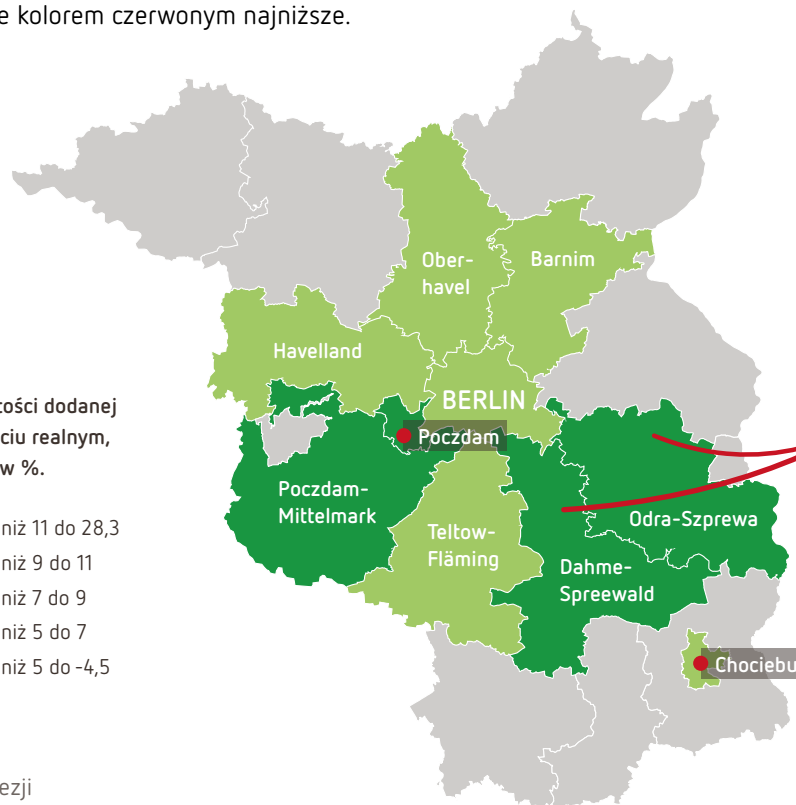 e kolorem czerwonym najniższe.
Ober-
havel
Barnim
Havelland
BERLIN
Poczdam
Poczdam-
Mittelmark
Teltow-
Fläming
Odra-Szprewa
Dahme-
Spreewald
Chociebu
tości dodanej
ciu realnym,
w %.
niż 11 do 28,3
niż 9 do 11
niż 7 do 9
niż 5 do 7
niż 5 do -4,5
ezji